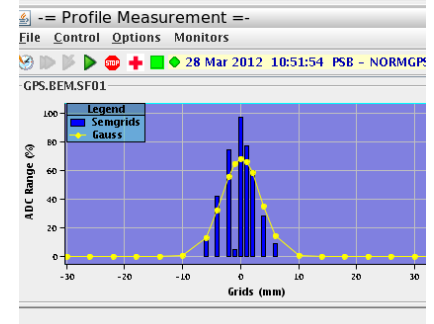 -= Profile Measurement =-
File Control Options Monitors
STOP 28 Mar 2012 10:51:54 PSB - NORMGPS
GPS.BEM.SF01
Legend
Semgrids
Gauss
100
80
60
40
20
0
ADC Range (%)
-30 -20 -10 0 10 20 30
Grids (mm)